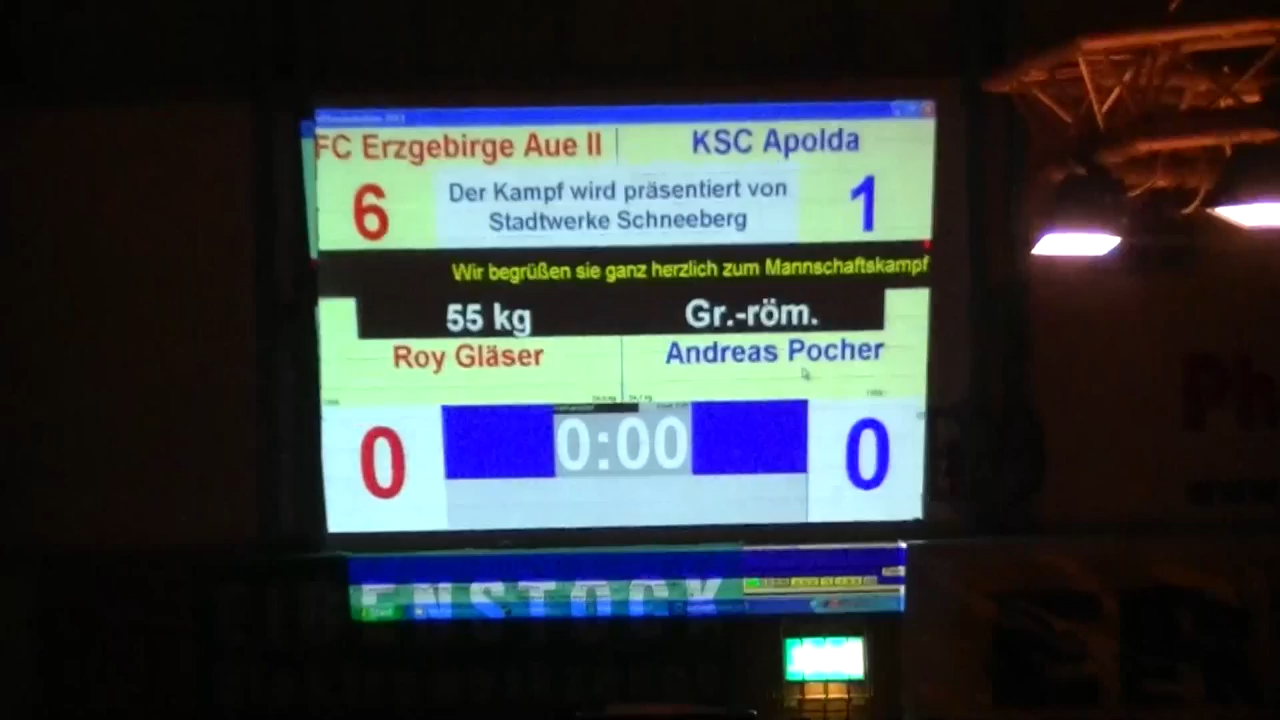 FC Erzgebirge Aue II
KSC Apolda
6
Der Kampf wird präsentiert von
Stadtwerke Schneeberg
1
Wir begrüßen sie ganz herzlich zum Mannschaftskampf
55 kg
Gr.-röm.
Roy Gläser
Andreas Pocher
0
0:00
0
ENSTOCK